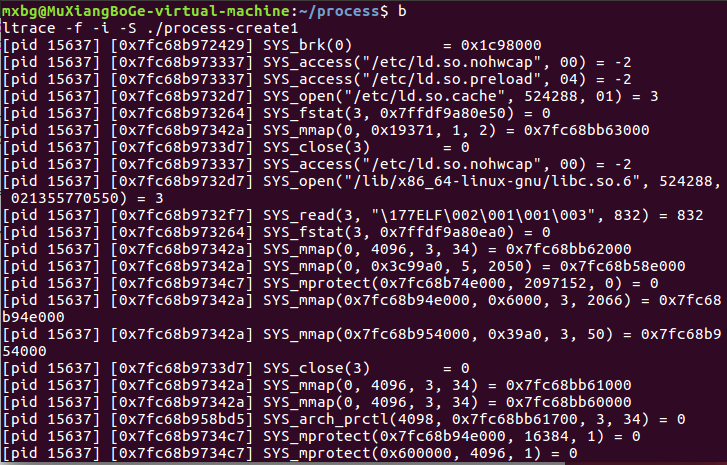 mxbg@MuXiangBoGe-virtual-machine:~/process$ b
ltrace -f -i -S ./process-create1
[pid 15637] [0x7fc68b972429] SYS_brk(0)          = 0x1c98000
[pid 15637] [0x7fc68b973337] SYS_access("/etc/ld.so.nohwcap", 00) = -2
[pid 15637] [0x7fc68b973337] SYS_access("/etc/ld.so.preload", 04) = -2
[pid 15637] [0x7fc68b9732d7] SYS_open("/etc/ld.so.cache", 524288, 01) = 3
[pid 15637] [0x7fc68b973264] SYS_fstat(3, 0x7ffdf9a80e50) = 0
[pid 15637] [0x7fc68b97342a] SYS_mmap(0, 0x19371, 1, 2) = 0x7fc68bb63000
[pid 15637] [0x7fc68b9733d7] SYS_close(3)        = 0
[pid 15637] [0x7fc68b973337] SYS_access("/etc/ld.so.nohwcap", 00) = -2
[pid 15637] [0x7fc68b9732d7] SYS_open("/lib/x86_64-linux-gnu/libc.so.6", 524288,
 021355770550) = 3
[pid 15637] [0x7fc68b9732f7] SYS_read(3, "\177ELF\002\001\001\003", 832) = 832
[pid 15637] [0x7fc68b973264] SYS_fstat(3, 0x7ffdf9a80ea0) = 0
[pid 15637] [0x7fc68b97342a] SYS_mmap(0, 4096, 3, 34) = 0x7fc68bb62000
[pid 15637] [0x7fc68b97342a] SYS_mmap(0, 0x3c99a0, 5, 2050) = 0x7fc68b58e000
[pid 15637] [0x7fc68b9734c7] SYS_mprotect(0x7fc68b74e000, 2097152, 0) = 0
[pid 15637] [0x7fc68b97342a] SYS_mmap(0x7fc68b94e000, 0x6000, 3, 2066) = 0x7fc68
b94e000
[pid 15637] [0x7fc68b97342a] SYS_mmap(0x7fc68b954000, 0x39a0, 3, 50) = 0x7fc68b9
54000
[pid 15637] [0x7fc68b9733d7] SYS_close(3)        = 0
[pid 15637] [0x7fc68b97342a] SYS_mmap(0, 4096, 3, 34) = 0x7fc68bb61000
[pid 15637] [0x7fc68b97342a] SYS_mmap(0, 4096, 3, 34) = 0x7fc68bb60000
[pid 15637] [0x7fc68b958bd5] SYS_arch_prctl(4098, 0x7fc68bb61700, 3, 34) = 0
[pid 15637] [0x7fc68b9734c7] SYS_mprotect(0x7fc68b94e000, 16384, 1) = 0
[pid 15637] [0x7fc68b9734c7] SYS_mprotect(0x600000, 4096, 1) = 0